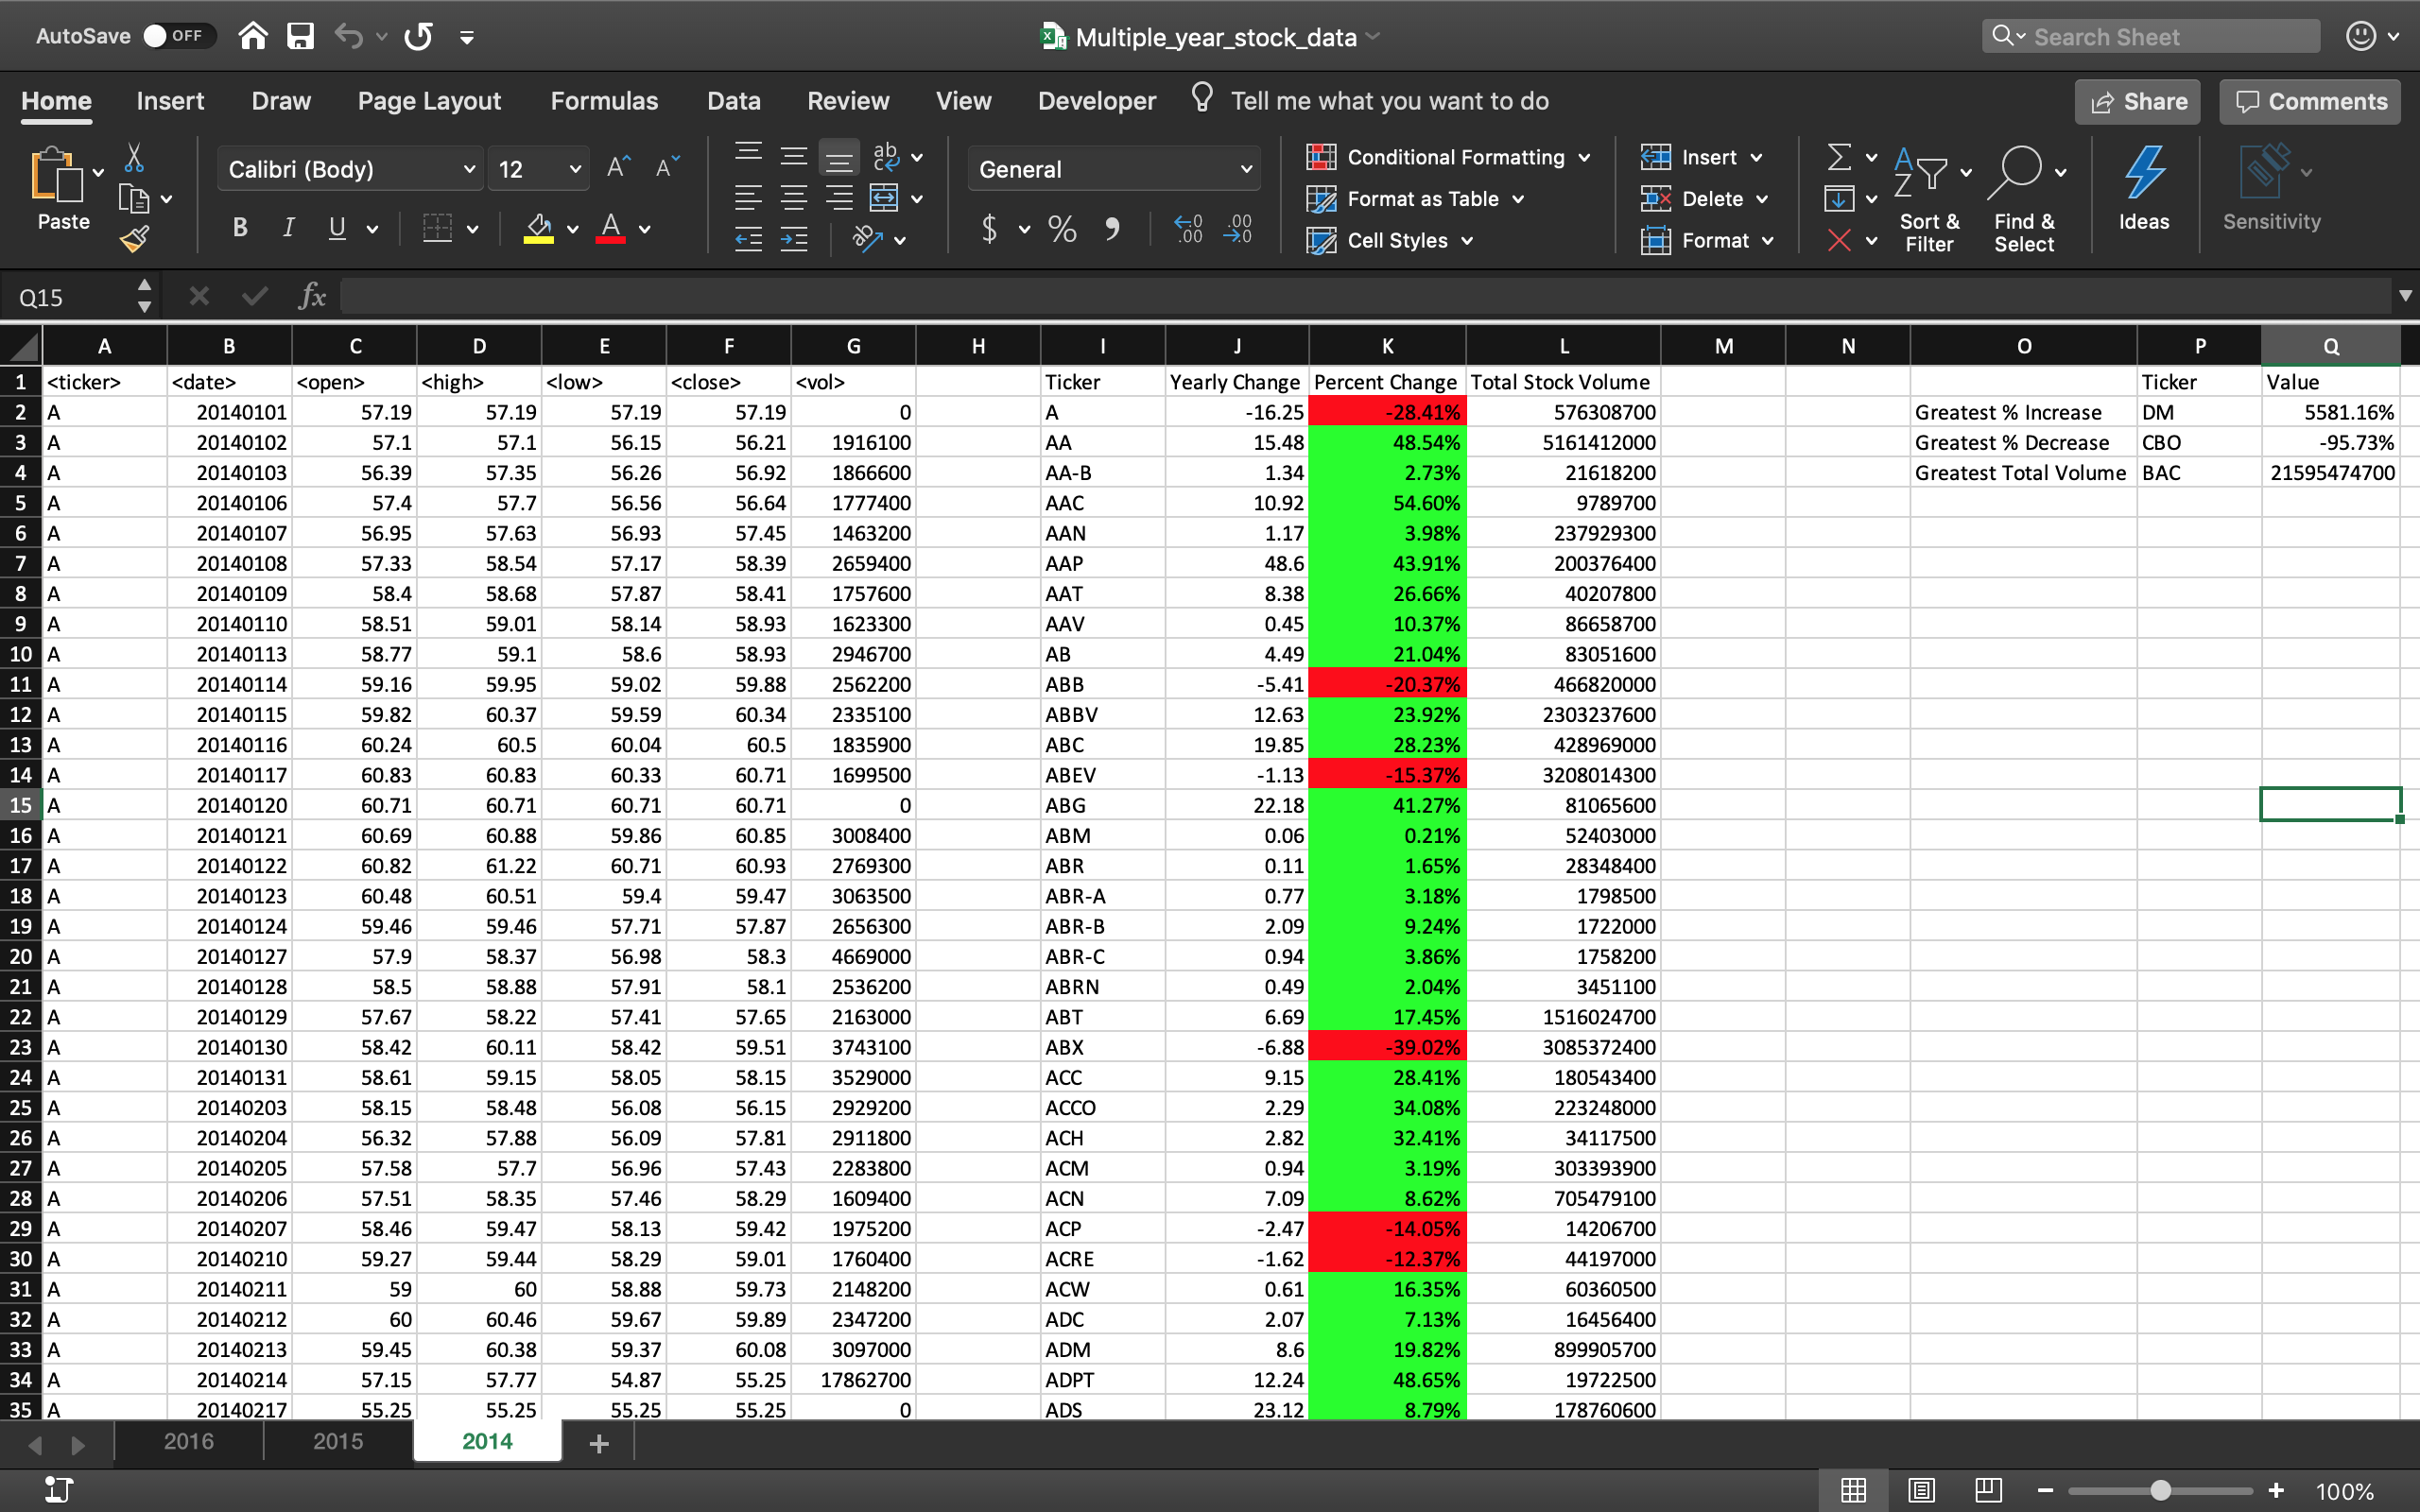 AutoSave OFF Multiple_year_stock_data Search Sheet
Home Insert Draw Page Layout Formulas Data Review View Developer Tell me what you want to do Share Comments
Paste Calibri (Body) 12 General Conditional Formatting Format as Table Cell Styles Insert Delete Format Sort & Filter Find & Select Ideas Sensitivity
Q15 fx
A B C D E F G H I J K L M N O P Q
1 <ticker> <date> <open> <high> <low> <close> <vol> Ticker Yearly Change Percent Change Total Stock Volume Ticker Value
2 A 20140101 57.19 57.19 57.19 57.19 0 A -16.25 -28.41% 576308700 Greatest % Increase DM 5581.16%
3 A 20140102 57.1 57.1 56.15 56.21 1916100 AA 15.48 48.54% 5161412000 Greatest % Decrease CBO -95.73%
4 A 20140103 56.39 57.35 56.26 56.92 1866600 AA-B 1.34 2.73% 21618200 Greatest Total Volume BAC 21595474700
5 A 20140106 57.4 57.7 56.56 56.64 1777400 AAC 10.92 54.60% 9789700
6 A 20140107 56.95 57.63 56.93 57.45 1463200 AAN 1.17 3.98% 237929300
7 A 20140108 57.33 58.54 57.17 58.39 2659400 AAP 48.6 43.91% 200376400
8 A 20140109 58.4 58.68 57.87 58.41 1757600 AAT 8.38 26.66% 40207800
9 A 20140110 58.51 59.01 58.14 58.93 1623300 AAV 0.45 10.37% 86658700
10 A 20140113 58.77 59.1 58.6 58.93 2946700 AB 4.49 21.04% 83051600
11 A 20140114 59.16 59.95 59.02 59.88 2562200 ABB -5.41 -20.37% 466820000
12 A 20140115 59.82 60.37 59.59 60.34 2335100 ABBV 12.63 23.92% 2303237600
13 A 20140116 60.24 60.5 60.04 60.5 1835900 ABC 19.85 28.23% 428969000
14 A 20140117 60.83 60.83 60.33 60.71 1699500 ABEV -1.13 -15.37% 3208014300
15 A 20140120 60.71 60.71 60.71 60.71 0 ABG 22.18 41.27% 81065600
16 A 20140121 60.69 60.88 59.86 60.85 3008400 ABM 0.06 0.21% 52403000
17 A 20140122 60.82 61.22 60.71 60.93 2769300 ABR 0.11 1.65% 28348400
18 A 20140123 60.48 60.51 59.4 59.47 3063500 ABR-A 0.77 3.18% 1798500
19 A 20140124 59.46 59.46 57.71 57.87 2656300 ABR-B 2.09 9.24% 1722000
20 A 20140127 57.9 58.37 56.98 58.3 4669000 ABR-C 0.94 3.86% 1758200
21 A 20140128 58.5 58.88 57.91 58.1 2536200 ABRN 0.49 2.04% 3451100
22 A 20140129 57.67 58.22 57.41 57.65 2163000 ABT 6.69 17.45% 1516024700
23 A 20140130 58.42 60.11 58.42 59.51 3743100 ABX -6.88 -39.02% 3085372400
24 A 20140131 58.61 59.15 58.05 58.15 3529000 ACC 9.15 28.41% 180543400
25 A 20140203 58.15 58.48 56.08 56.15 2929200 ACCO 2.29 34.08% 223248000
26 A 20140204 56.32 57.88 56.09 57.81 2911800 ACH 2.82 32.41% 34117500
27 A 20140205 57.58 57.7 56.96 57.43 2283800 ACM 0.94 3.19% 303393900
28 A 20140206 57.51 58.35 57.46 58.29 1609400 ACN 7.09 8.62% 705479100
29 A 20140207 58.46 59.47 58.13 59.42 1975200 ACP -2.47 -14.05% 14206700
30 A 20140210 59.27 59.44 58.29 59.01 1760400 ACRE -1.62 -12.37% 44197000
31 A 20140211 59 60 58.88 59.73 2148200 ACW 0.61 16.35% 60360500
32 A 20140212 60 60.46 59.67 59.89 2347200 ADC 2.07 7.13% 16456400
33 A 20140213 59.45 60.38 59.37 60.08 3097000 ADM 8.6 19.82% 899905700
34 A 20140214 57.15 57.77 54.87 55.25 17862700 ADPT 12.24 48.65% 19722500
35 A 20140217 55.25 55.25 55.25 55.25 0 ADS 23.12 8.79% 178760600
2016 2015 2014 +
100%